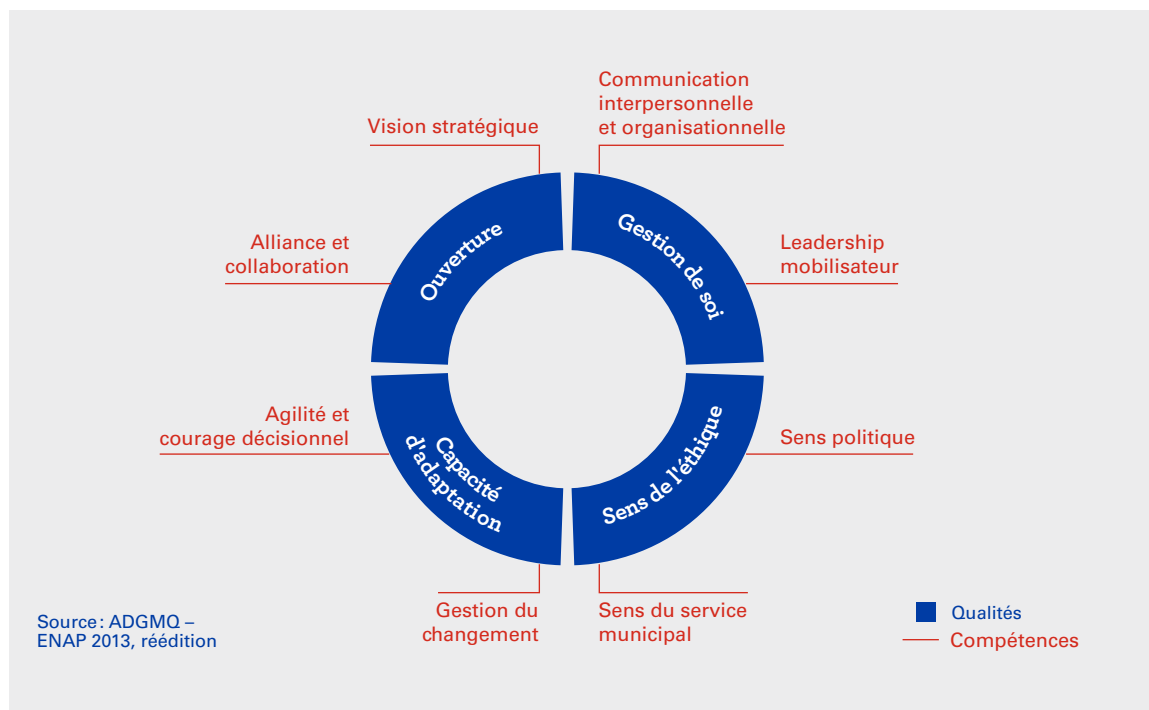 Communication
interpersonnelle
et organisationnelle
Vision stratégique
Ouverture
Gestion de soi
Alliance et
collaboration
Leadership
mobilisateur
Agilité et
courage décisionnel
Capacité
d'adaptation
Sens de l'éthique
Sens politique
Gestion du
changement
Sens du service
municipal
Source : ADGMQ –
ENAP 2013, réédition
Qualités
Compétences